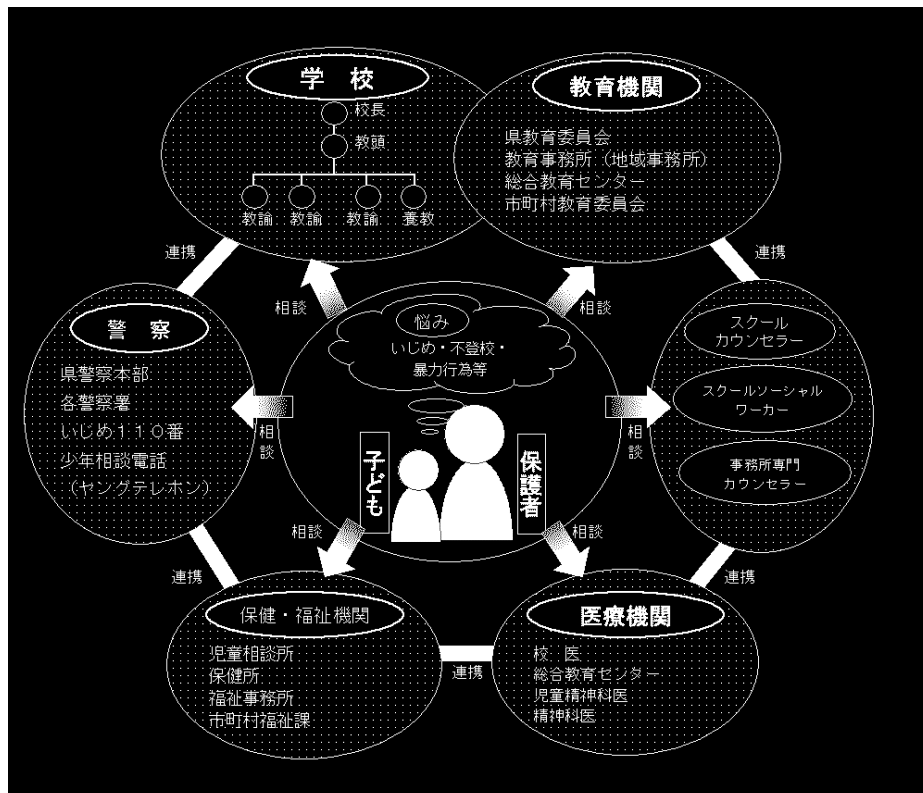 学 校
校長
教頭
教諭 教諭 教諭 養教
教育機関
県教育委員会
教育事務所（地域事務所）
総合教育センター
市町村教育委員会
連携
連携
相談
相談
悩み
いじめ・不登校・
暴力行為等
警 察
県警察本部
各警察署
いじめ１１０番
少年相談電話
（ヤングテレホン）
スクール
カウンセラー
スクールソーシャル
ワーカー
事務所専門
カウンセラー
相談
相談
子ども
保護者
相談
相談
連携
連携
保健・福祉機関
児童相談所
保健所
福祉事務所
市町村福祉課
連携
医療機関
校 医
総合教育センター
児童精神科医
精神科医